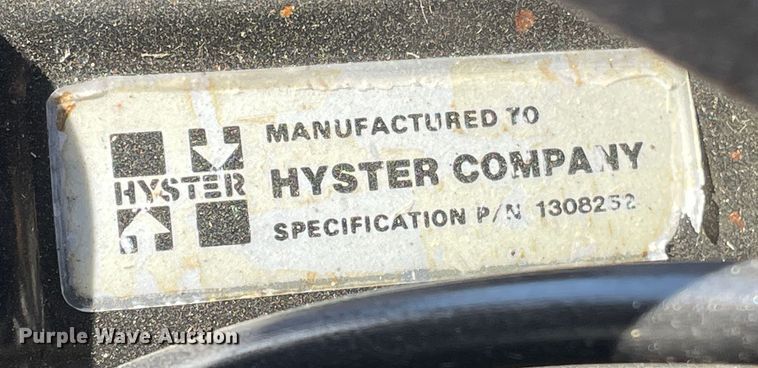 HYSTER
MANUFACTURED TO
HYSTER COMPANY
SPECIFICATION P/N 1308252
Purple Wave Auction